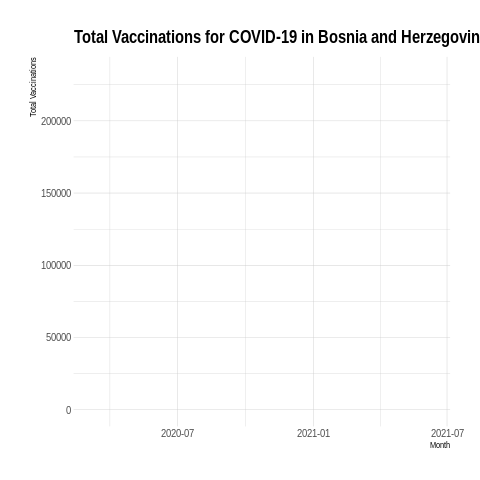 Total Vaccinations for COVID-19 in Bosnia and Herzegovin
Total Vaccinations
200000
150000
100000
50000
0
2020-07 2021-01 2021-07
Month